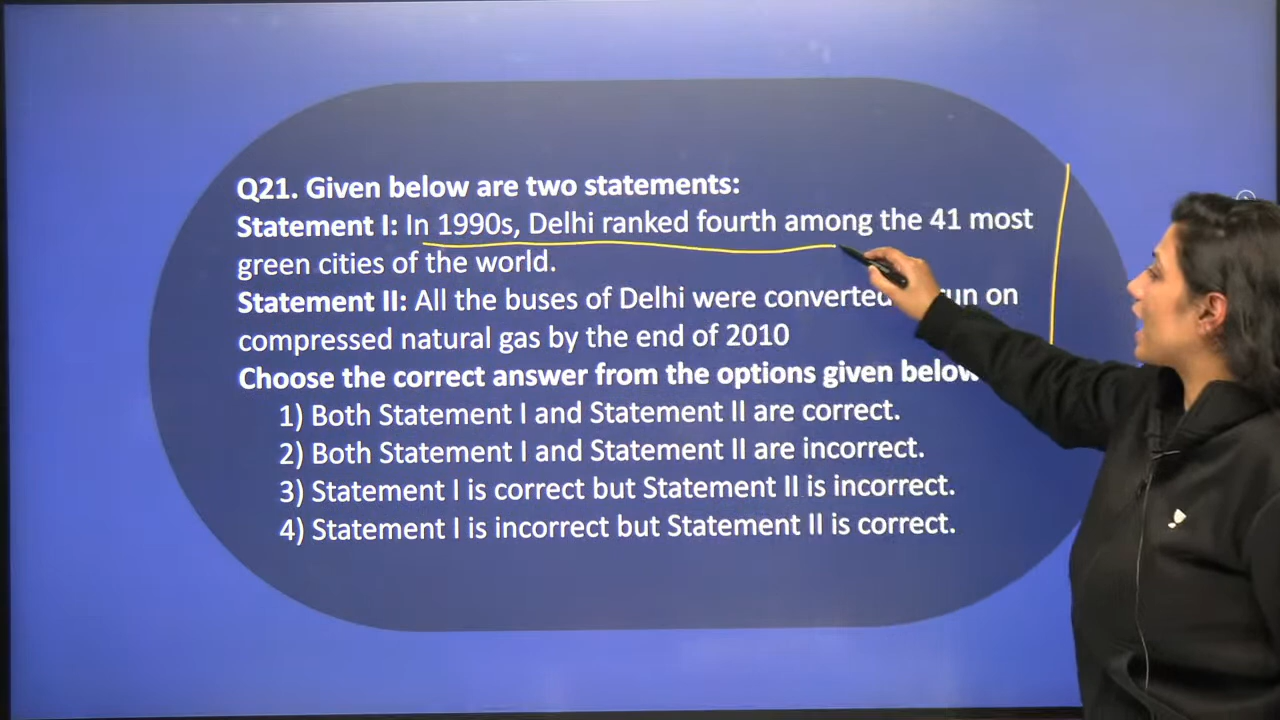 Q21. Given below are two statements:
Statement I: In 1990s, Delhi ranked fourth among the 41 most
green cities of the world.
Statement II: All the buses of Delhi were converted run on
compressed natural gas by the end of 2010
Choose the correct answer from the options given below
1) Both Statement I and Statement II are correct.
2) Both Statement I and Statement II are incorrect.
3) Statement I is correct but Statement II is incorrect.
4) Statement I is incorrect but Statement II is correct.